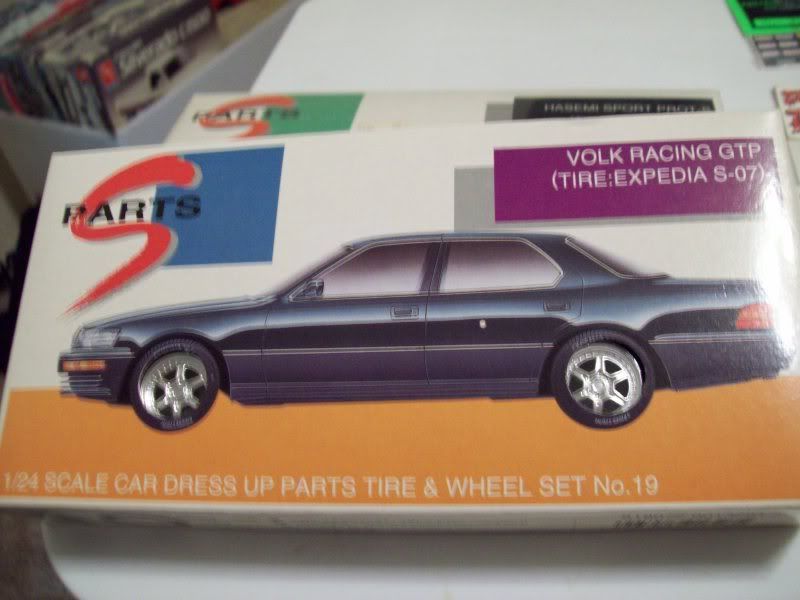 Silverado
PARTS
HASEMI SPORT
S
PARTS
VOLK RACING GTP
(TIRE:EXPEDIA S-07)
1/24 SCALE CAR DRESS UP PARTS TIRE & WHEEL SET No.19